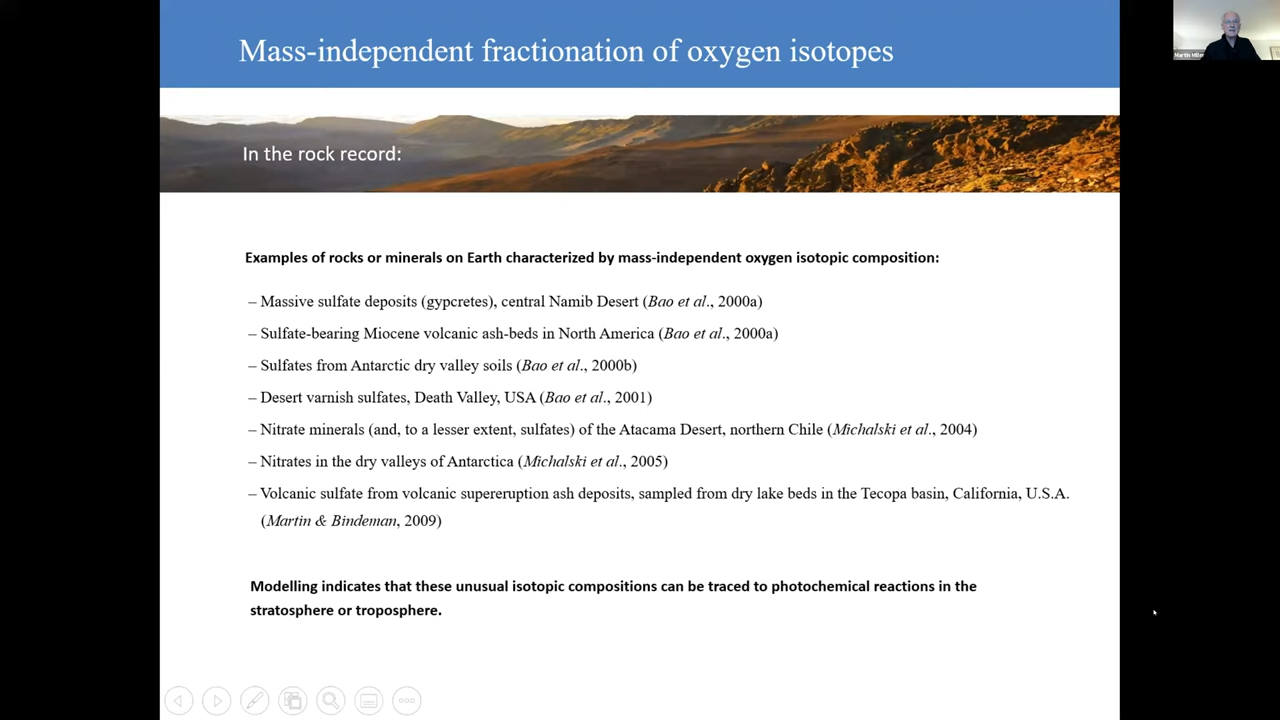 Mass-independent fractionation of oxygen isotopes
Martin Miller
In the rock record:
Examples of rocks or minerals on Earth characterized by mass-independent oxygen isotopic composition:
– Massive sulfate deposits (gypcretes), central Namib Desert (Bao et al., 2000a)
– Sulfate-bearing Miocene volcanic ash-beds in North America (Bao et al., 2000a)
– Sulfates from Antarctic dry valley soils (Bao et al., 2000b)
– Desert varnish sulfates, Death Valley, USA (Bao et al., 2001)
– Nitrate minerals (and, to a lesser extent, sulfates) of the Atacama Desert, northern Chile (Michalski et al., 2004)
– Nitrates in the dry valleys of Antarctica (Michalski et al., 2005)
– Volcanic sulfate from volcanic supereruption ash deposits, sampled from dry lake beds in the Tecopa basin, California, U.S.A.
(Martin & Bindeman, 2009)
Modelling indicates that these unusual isotopic compositions can be traced to photochemical reactions in the
stratosphere or troposphere.